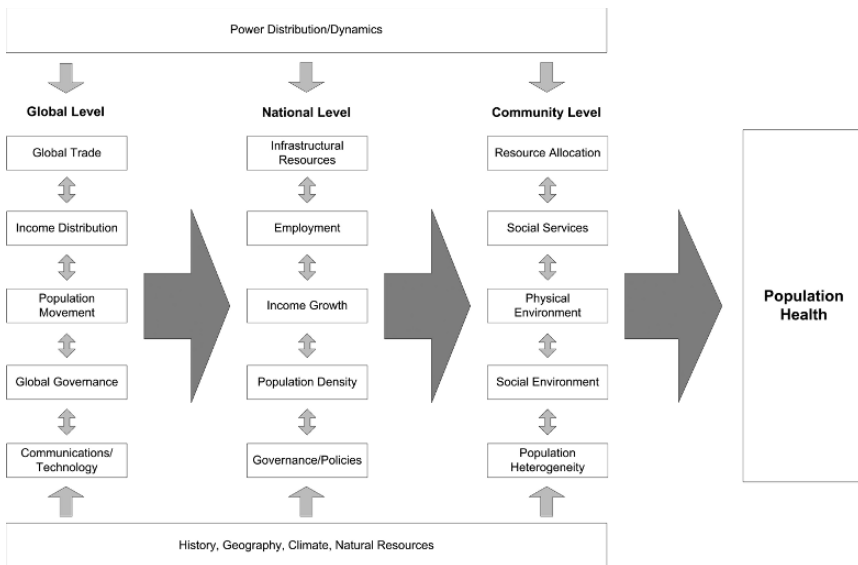 Power Distribution/Dynamics
Global Level
National Level
Community Level
Global Trade
Infrastructural
Resources
Resource Allocation
Income Distribution
Employment
Social Services
Population
Movement
Income Growth
Physical
Environment
Population
Health
Global Governance
Population Density
Social Environment
Communications/
Technology
Governance/Policies
Population
Heterogeneity
History, Geography, Climate, Natural Resources